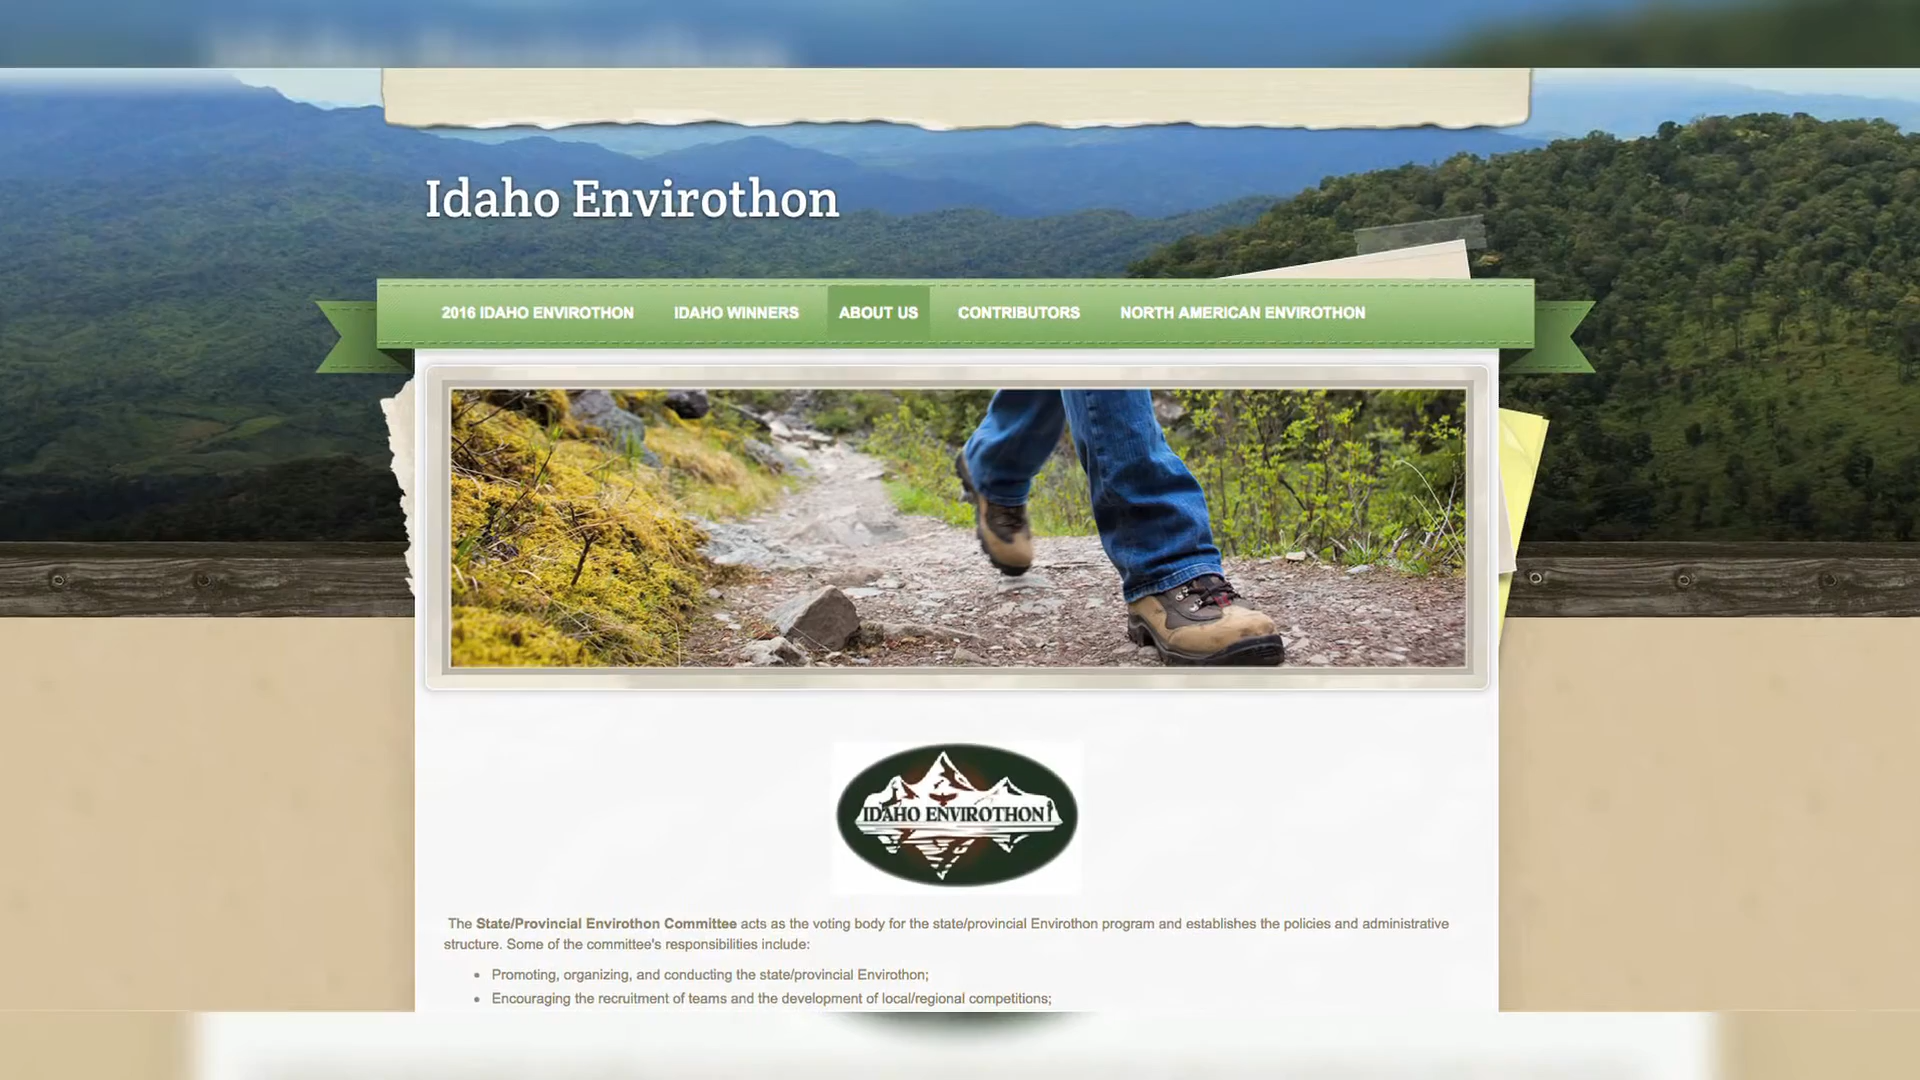 Idaho Envirothon
2016 IDAHO ENVIROTHON IDAHO WINNERS ABOUT US CONTRIBUTORS NORTH AMERICAN ENVIROTHON
IDAHO ENVIROTHON
The State/Provincial Envirothon Committee acts as the voting body for the state/provincial Envirothon program and establishes the policies and administrative
structure. Some of the committee's responsibilities include:
• Promoting, organizing, and conducting the state/provincial Envirothon;
• Encouraging the recruitment of teams and the development of local/regional competitions;